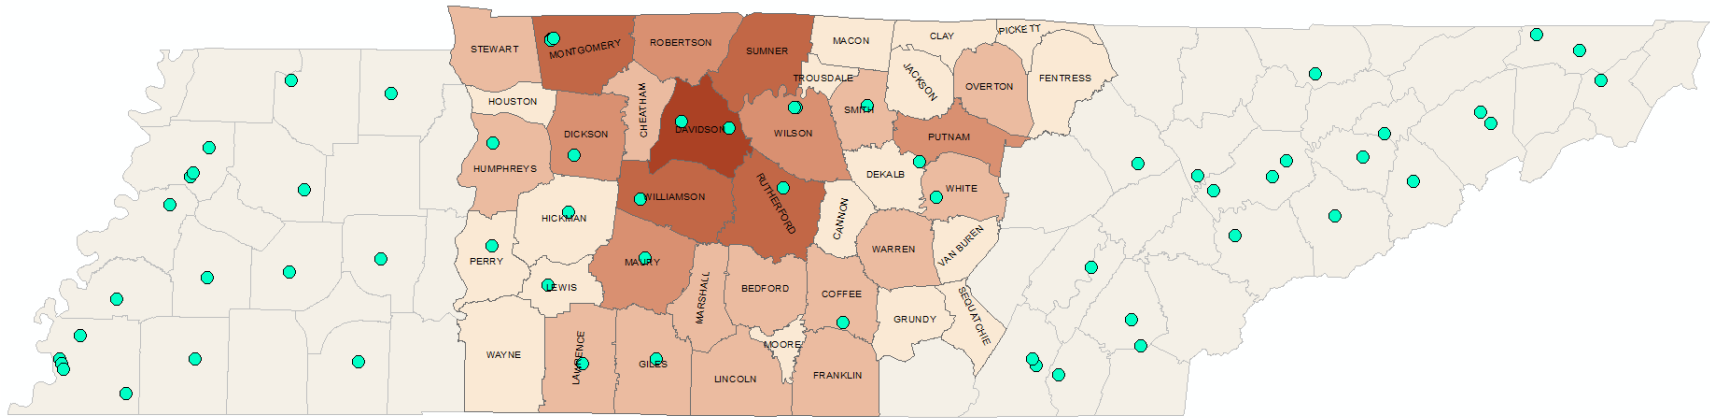 STEWART
MONTGOMERY
ROBERTSON
SUMNER
MACON
CLAY
PICKETT
TROUSDALE
JACKSON
OVERTON
FENTRESS
HOUSTON
CHEATHAM
DICKSON
DAVIDSON
WILSON
SMITH
PUTNAM
HUMPHREYS
DEKALB
WHITE
WILLIAMSON
RUTHERFORD
HICKMAN
CANNON
WARREN
VAN BUREN
PERRY
MAURY
LEWIS
MARSHALL
BEDFORD
COFFEE
SEQUATCHIE
GRUNDY
WAYNE
LAWRENCE
GILES
MOORE
LINCOLN
FRANKLIN